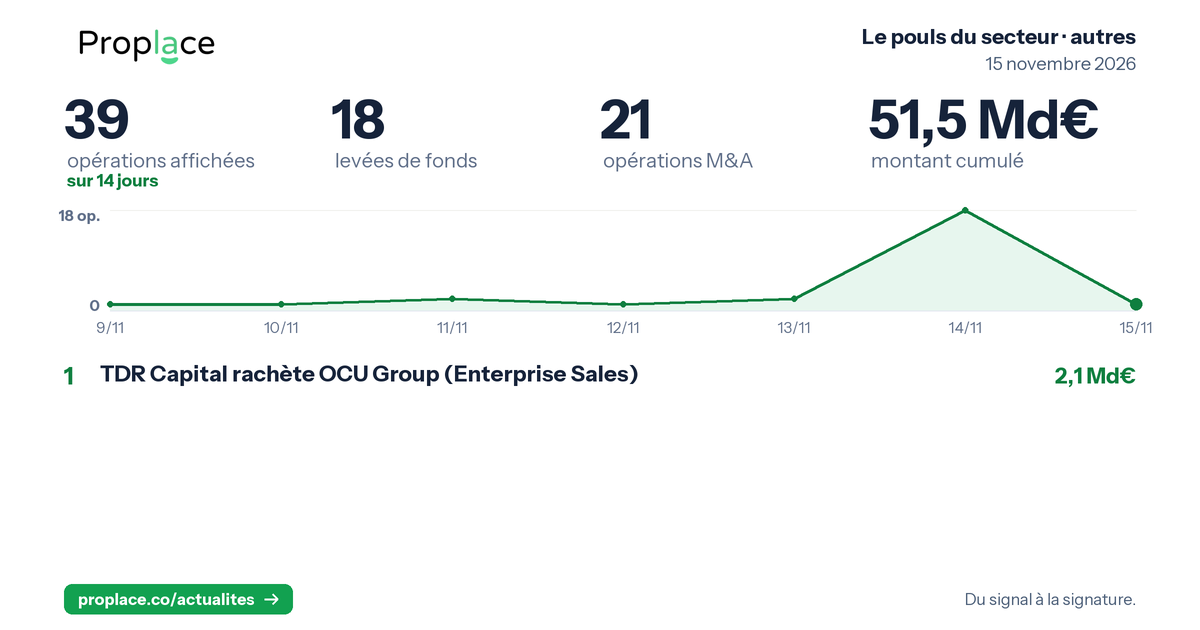 Proplace
Le pouls du secteur · autres
15 novembre 2026
39
opérations affichées
sur 14 jours
18
levées de fonds
21
opérations M&A
51,5 Md€
montant cumulé
18 op.
0
9/11
10/11
11/11
12/11
13/11
14/11
15/11
1 TDR Capital rachète OCU Group (Enterprise Sales) 2,1 Md€
proplace.co/actualites →
Du signal à la signature.